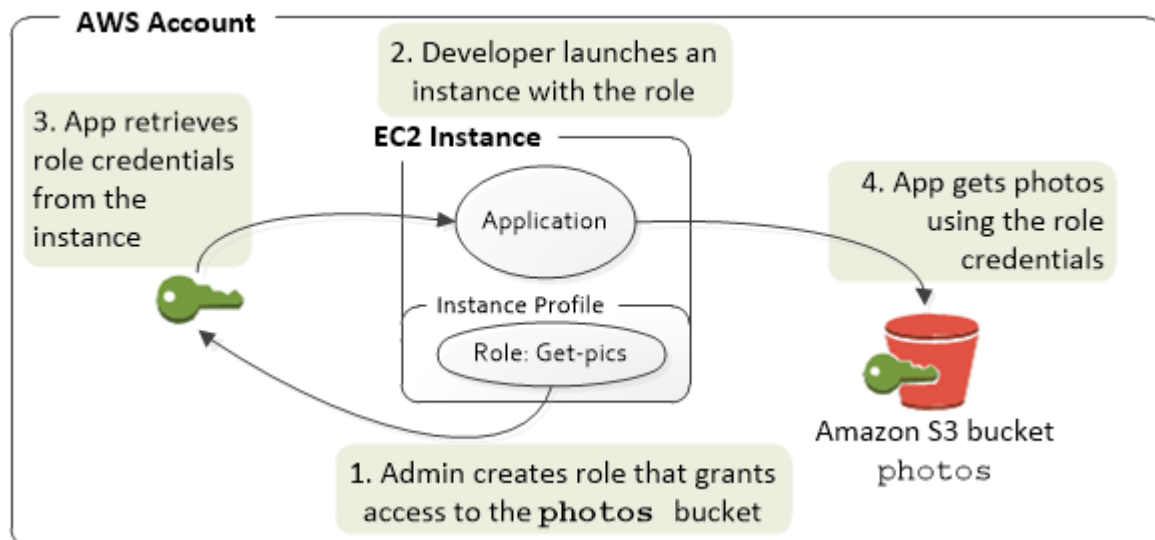 AWS Account
2. Developer launches an
instance with the role
3. App retrieves
role credentials
from the
instance
EC2 Instance
Application
4. App gets photos
using the role
credentials
Instance Profile
Role: Get-pics
Amazon S3 bucket
photos
1. Admin creates role that grants
access to the photos bucket